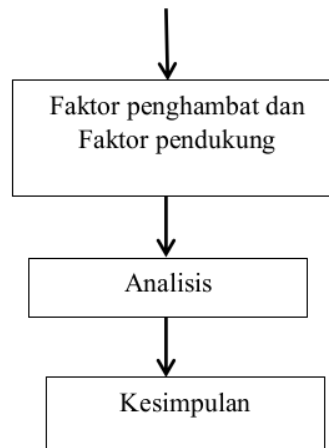 Faktor penghambat dan
Faktor pendukung
Analisis
Kesimpulan